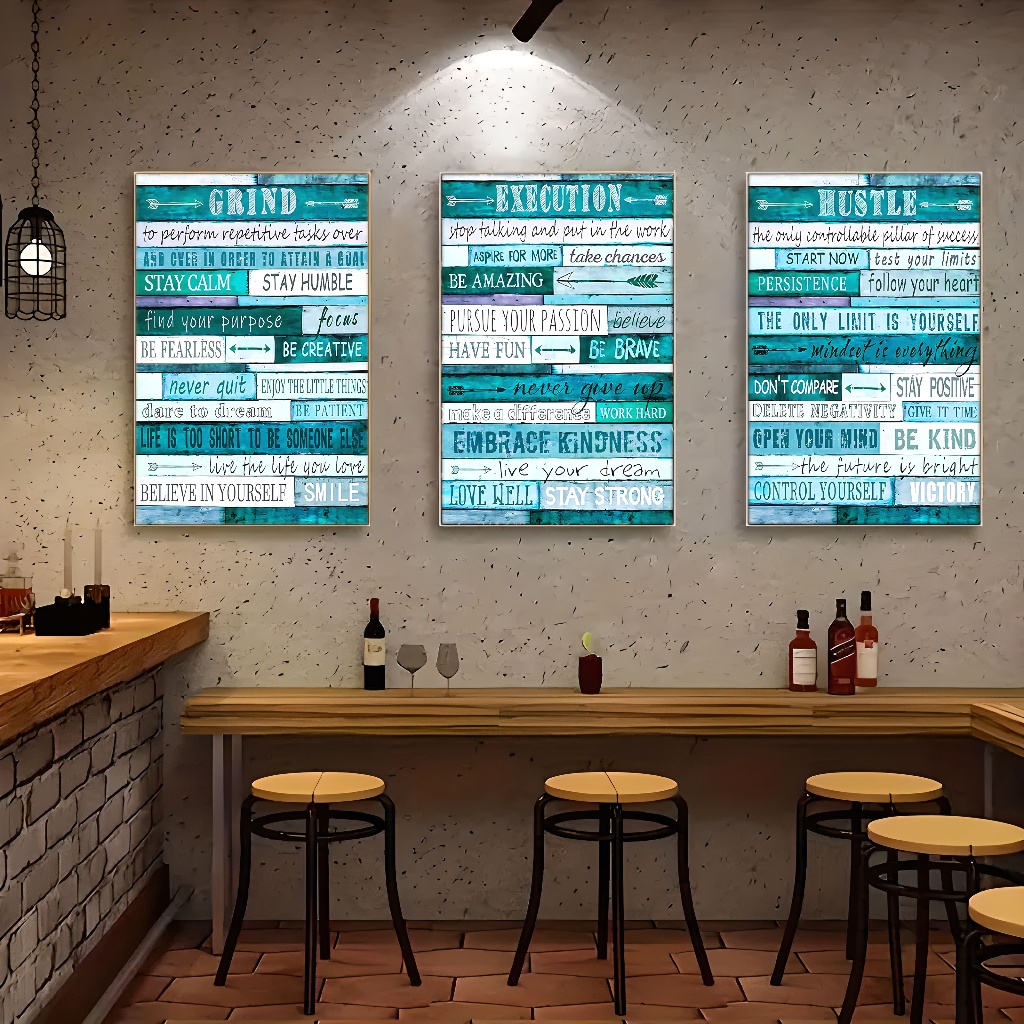 GRIND
to perform repetitive tasks over
AND OVER IN ORDER TO ATTAIN A GOAL
STAY CALM STAY HUMBLE
find your purpose focus
BE FEARLESS BE CREATIVE
never quit ENJOY THE LITTLE THINGS
dare to dream BE PATIENT
LIFE IS TOO SHORT TO BE SOMEONE ELSE
live the life you love
BELIEVE IN YOURSELF SMILE
EXECUTION
stop talking and put in the work
ASPIRE FOR MORE take chances
BE AMAZING
PURSUE YOUR PASSION believe
HAVE FUN BE BRAVE
never give up
make a difference WORK HARD
EMBRACE KINDNESS
live your dream
LOVE WELL STAY STRONG
HUSTLE
the only controllable pillar of success
START NOW test your limits
PERSISTENCE follow your heart
THE ONLY LIMIT IS YOURSELF
mindset is everything
DON'T COMPARE STAY POSITIVE
DELETE NEGATIVITY GIVE IT TIME
OPEN YOUR MIND BE KIND
the future is bright
CONTROL YOURSELF VICTORY